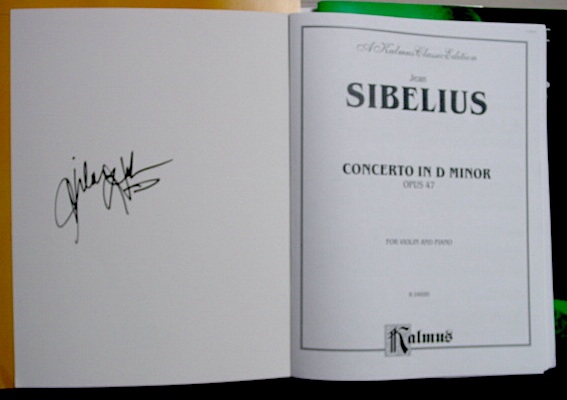 A Kalmus Classic Edition
Jean
SIBELIUS
CONCERTO IN D MINOR
OPUS 47
FOR VIOLIN AND PIANO
Kalmus